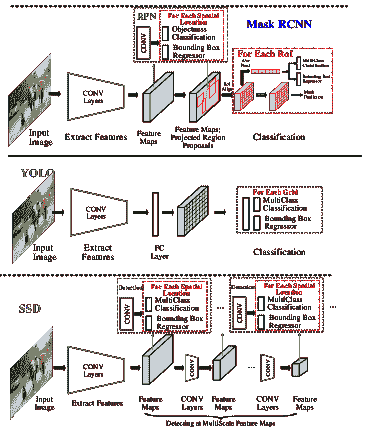 RPN
For Each Spatial
Location
Objectness
Classification
Bounding Box
Regressor
CONV
Mask RCNN
For Each RoI
MultiClass
Classification
Bounding Box
Regressor
Mask
RoI
Align
CONV
Layers
Input
Image
Extract Features
Feature
Maps
Feature Maps;
Projected Region
Proposals
Classification
YOLO
CONV
Layers
For Each Grid
MultiClass
Classification
Bounding Box
Regressor
Input
Image
Extract
Features
FC
Layer
Classification
SSD
Detection
For Each Spatial
Location
MultiClass
Classification
Bounding Box
Regressor
CONV
Detection
For Each Spatial
Location
MultiClass
Classification
Bounding Box
Regressor
CONV
CONV
Layers
CONV
CONV
Input
Image
Extract Features
Feature
Maps
CONV
Layers
Feature
Maps
CONV
Layers
Feature
Maps
Detecting at MultiScale Feature Maps